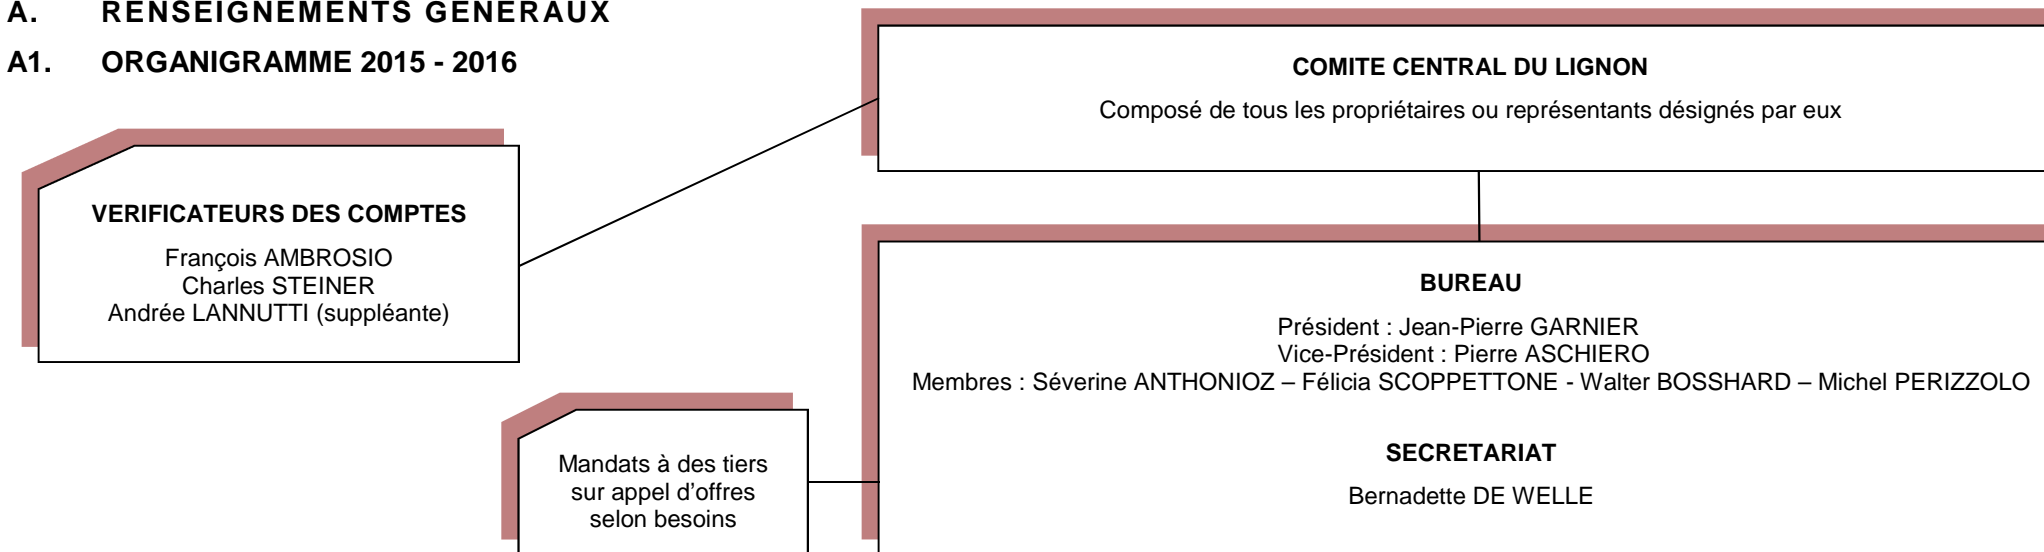 A. RENSEIGNEMENTS GENERAUX
A1. ORGANIGRAMME 2015 - 2016
COMITE CENTRAL DU LIGNON
Composé de tous les propriétaires ou représentants désignés par eux
VERIFICATEURS DES COMPTES
François AMBROSIO
Charles STEINER
Andrée LANNUTTI (suppléante)
BUREAU
Président : Jean-Pierre GARNIER
Vice-Président : Pierre ASCHIERO
Membres : Séverine ANTHONIOZ – Félicia SCOPPETTONE - Walter BOSSHARD – Michel PERIZZOLO
SECRETARIAT
Bernadette DE WELLE
Mandats à des tiers
sur appel d’offres
selon besoins